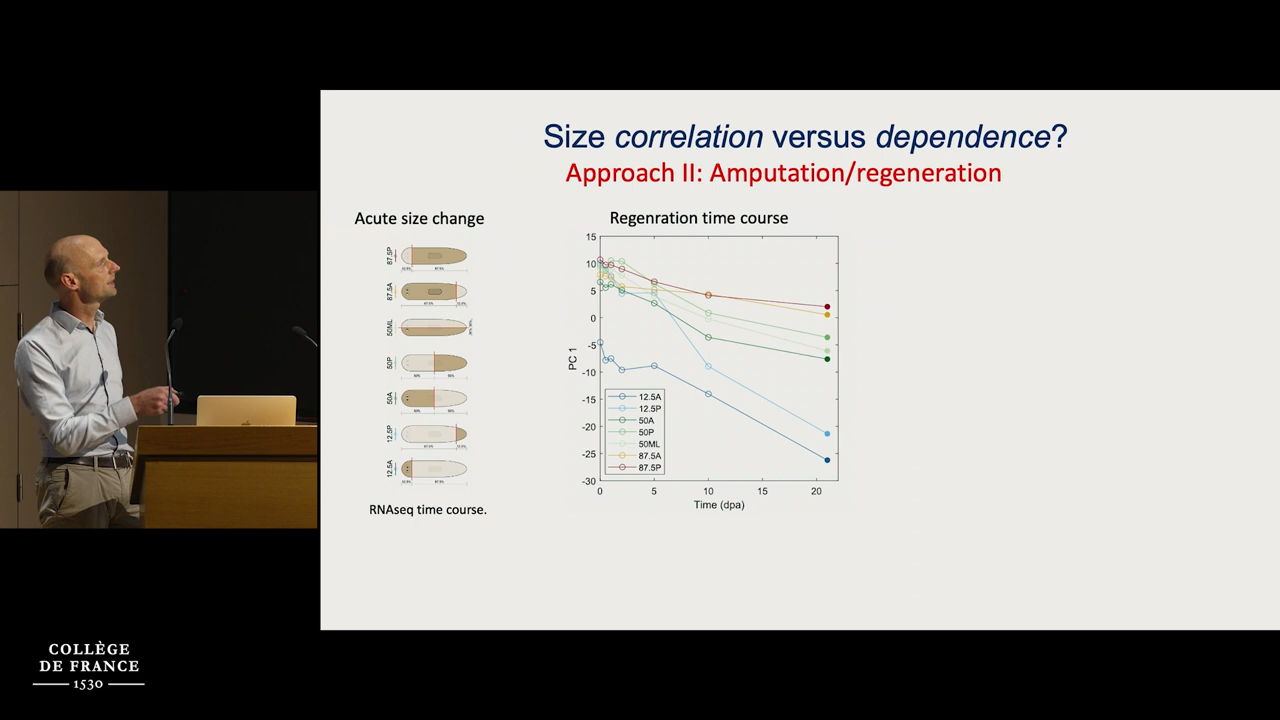 Size correlation versus dependence?
Approach II: Amputation/regeneration
Acute size change
87.5P
87.5A
50ML
50P
50A
12.5P
12.5A
RNAseq time course.
Regenration time course
15
10
5
0
-5
-10
-15
-20
-25
-30
PC 1
0 5 10 15 20
Time (dpa)
12.5A
12.5P
50A
50P
50ML
87.5A
87.5P
COLLÈGE
DE FRANCE
1530